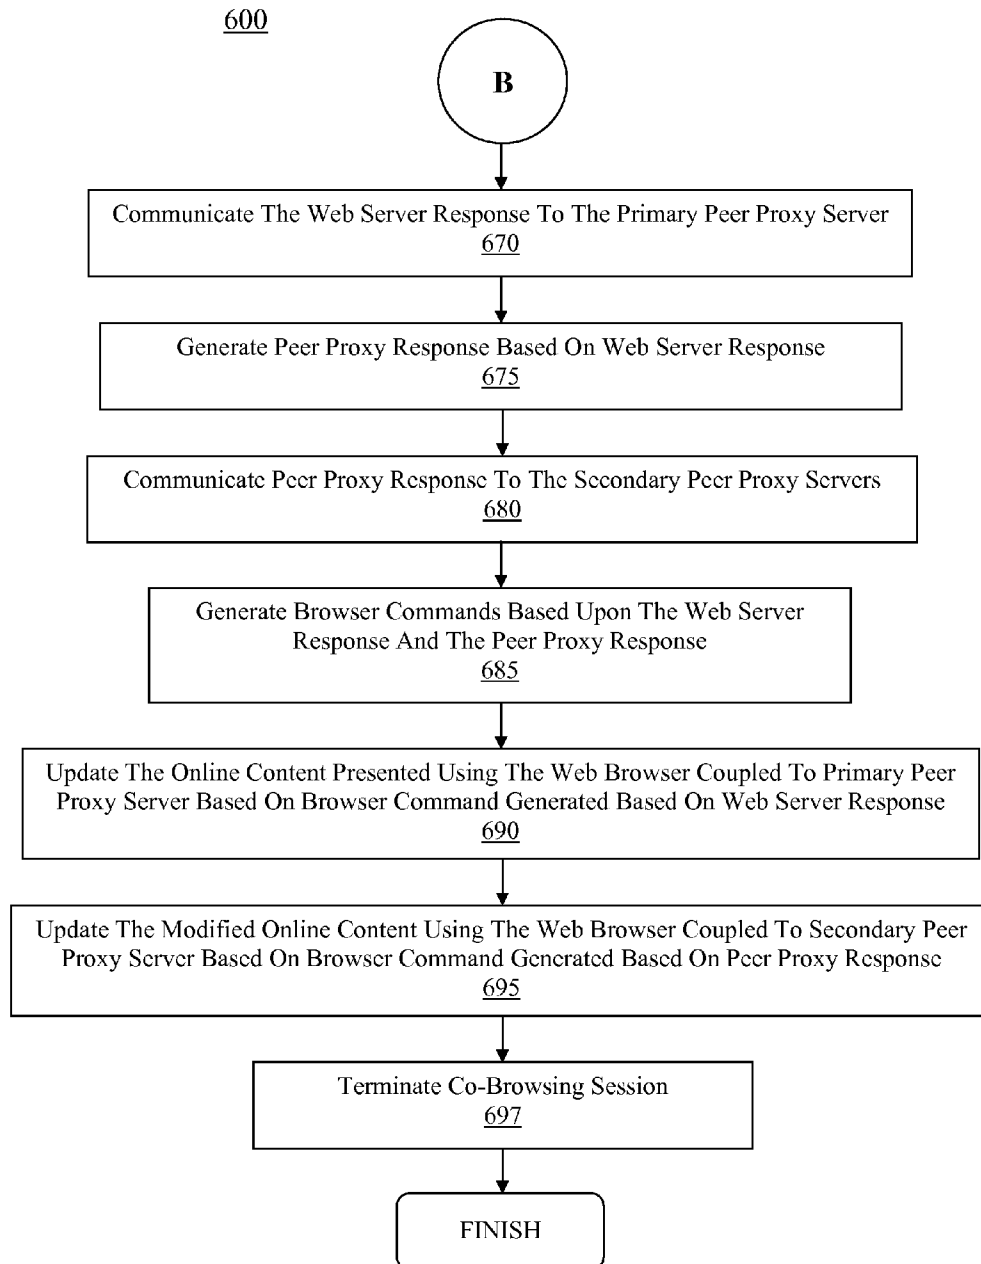 600
B
Communicate The Web Server Response To The Primary Peer Proxy Server
670
Generate Peer Proxy Response Based On Web Server Response
675
Communicate Peer Proxy Response To The Secondary Peer Proxy Servers
680
Generate Browser Commands Based Upon The Web Server
Response And The Peer Proxy Response
685
Update The Online Content Presented Using The Web Browser Coupled To Primary Peer
Proxy Server Based On Browser Command Generated Based On Web Server Response
690
Update The Modified Online Content Using The Web Browser Coupled To Secondary Peer
Proxy Server Based On Browser Command Generated Based On Peer Proxy Response
695
Terminate Co-Browsing Session
697
FINISH